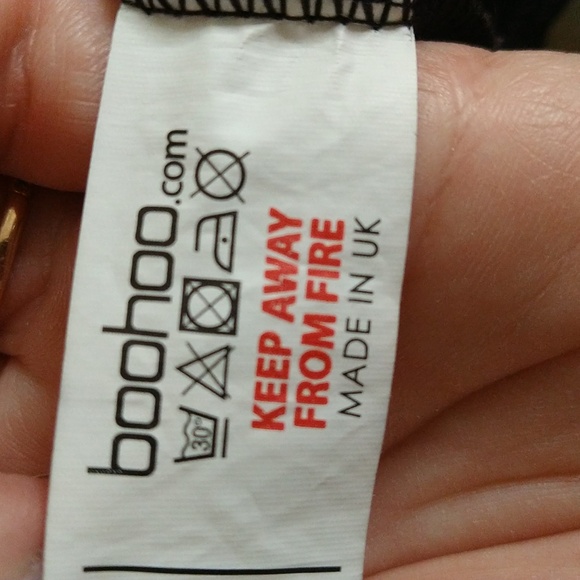 boohoo.com
30°
KEEP AWAY
FROM FIRE
MADE IN UK